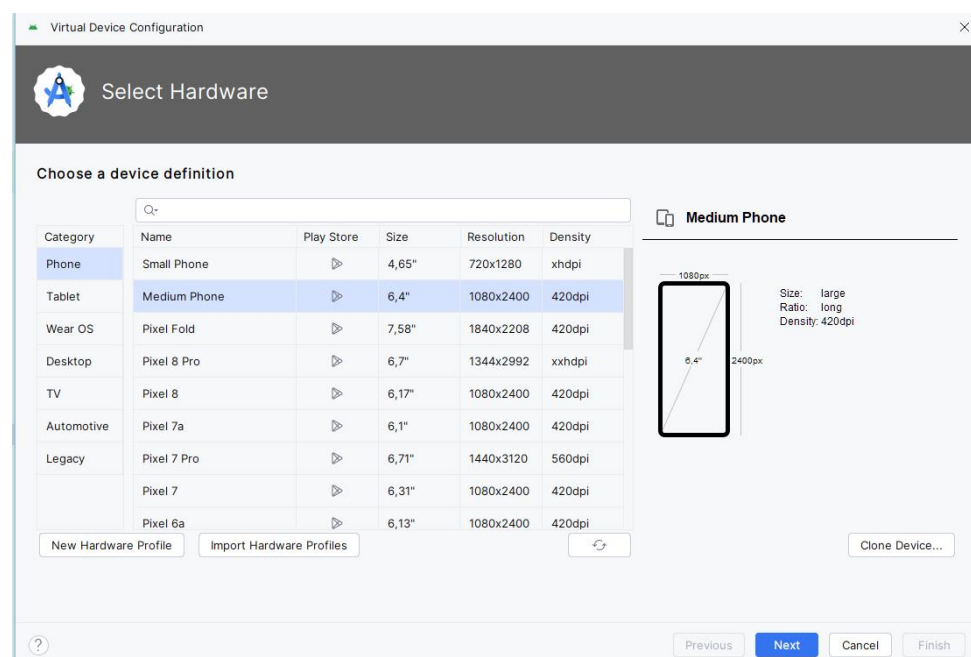 Virtual Device Configuration
Select Hardware
Choose a device definition
Category
Phone
Tablet
Wear OS
Desktop
TV
Automotive
Legacy
Name Play Store Size Resolution Density
Small Phone 4,65" 720x1280 xhdpi
Medium Phone 6,4" 1080x2400 420dpi
Pixel Fold 7,58" 1840x2208 420dpi
Pixel 8 Pro 6,7" 1344x2992 xxhdpi
Pixel 8 6,17" 1080x2400 420dpi
Pixel 7a 6,1" 1080x2400 420dpi
Pixel 7 Pro 6,71" 1440x3120 560dpi
Pixel 7 6,31" 1080x2400 420dpi
Pixel 6a 6,13" 1080x2400 420dpi
New Hardware Profile Import Hardware Profiles
Medium Phone
1080px
6,4" 2400px
Size: large
Ratio: long
Density: 420dpi
Clone Device...
? Previous Next Cancel Finish